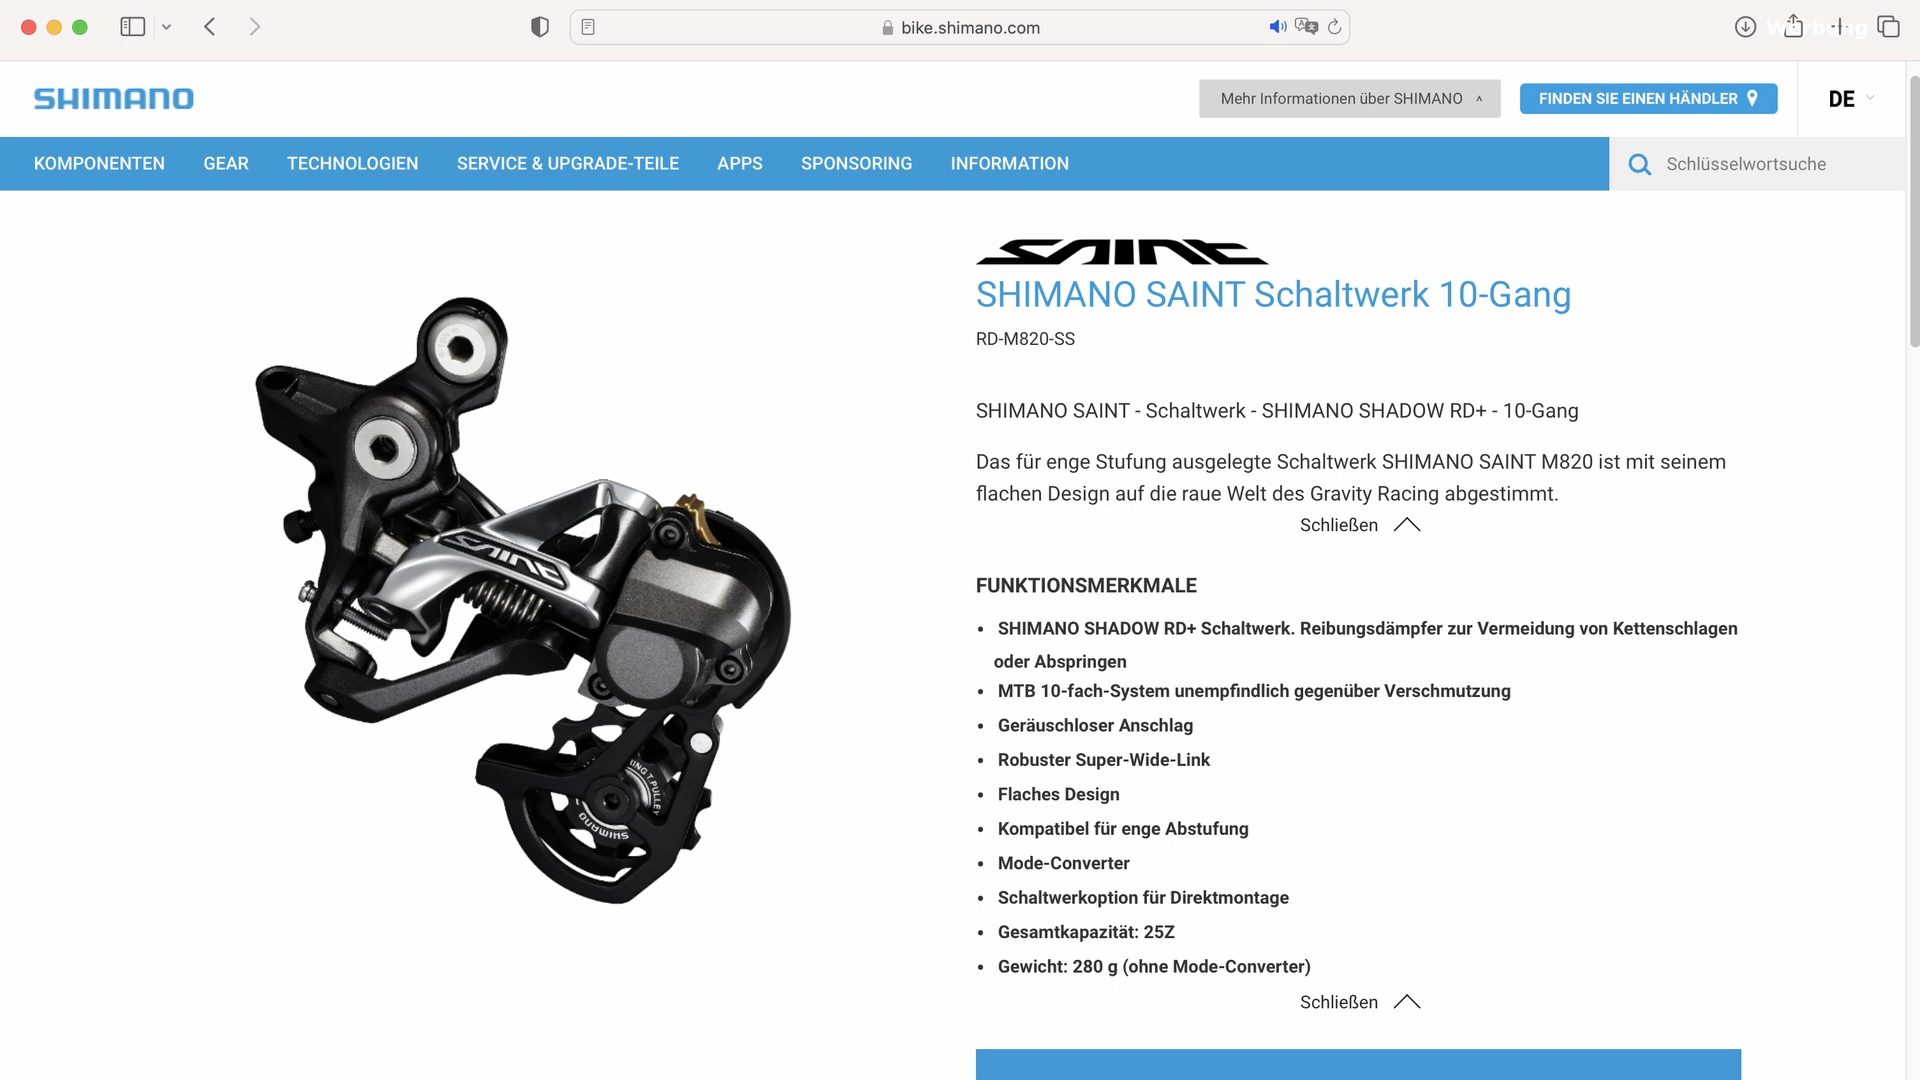 bike.shimano.com
Werbung
SHIMANO
Mehr Informationen über SHIMANO
FINDEN SIE EINEN HÄNDLER
DE
KOMPONENTEN GEAR TECHNOLOGIEN SERVICE & UPGRADE-TEILE APPS SPONSORING INFORMATION
Schlüsselwortsuche
SAINT
SHIMANO SAINT Schaltwerk 10-Gang
RD-M820-SS
SHIMANO SAINT - Schaltwerk - SHIMANO SHADOW RD+ - 10-Gang
Das für enge Stufung ausgelegte Schaltwerk SHIMANO SAINT M820 ist mit seinem
flachen Design auf die raue Welt des Gravity Racing abgestimmt.
Schließen
FUNKTIONSMERKMALE
• SHIMANO SHADOW RD+ Schaltwerk. Reibungsdämpfer zur Vermeidung von Kettenschlagen
oder Abspringen
• MTB 10-fach-System unempfindlich gegenüber Verschmutzung
• Geräuschloser Anschlag
• Robuster Super-Wide-Link
• Flaches Design
• Kompatibel für enge Abstufung
• Mode-Converter
• Schaltwerkoption für Direktmontage
• Gesamtkapazität: 25Z
• Gewicht: 280 g (ohne Mode-Converter)
Schließen
SAINT
SHIMANO